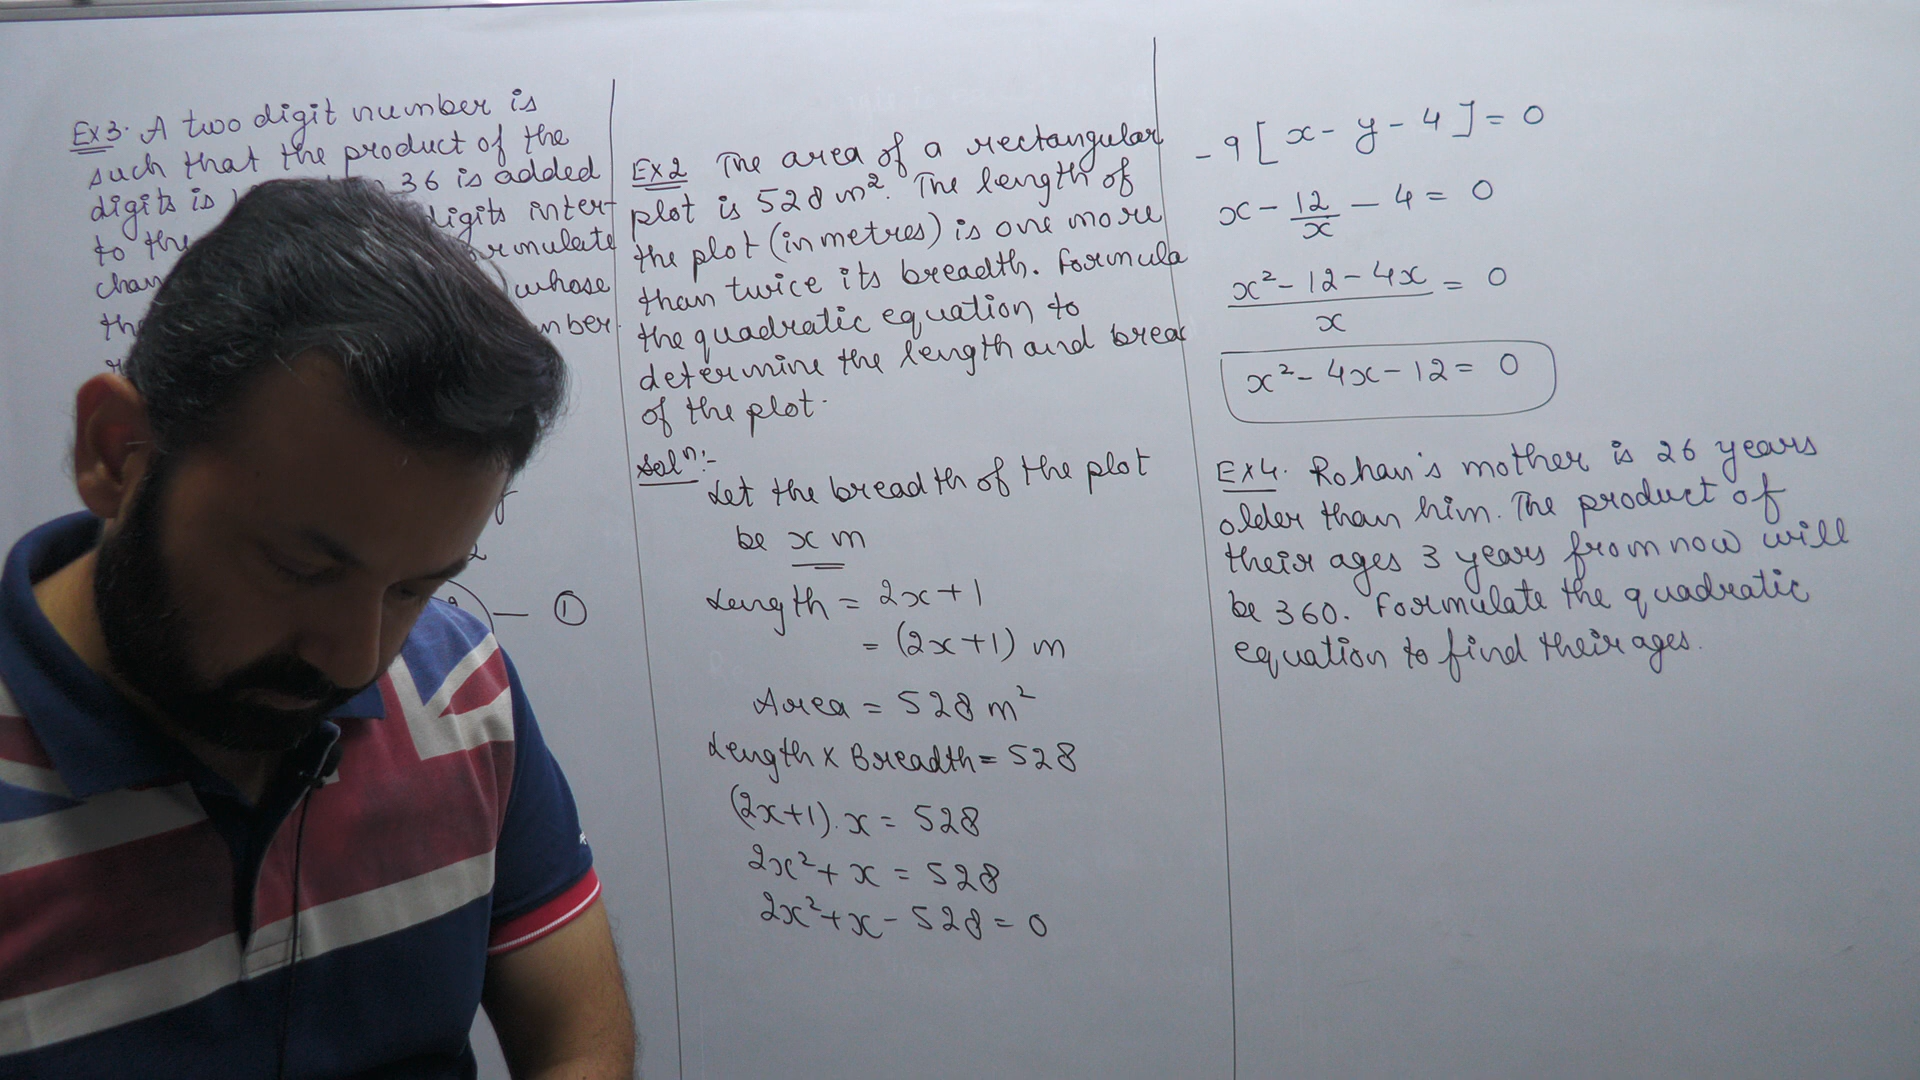 Ex3. A two digit number is
such that the product of the
digits is 36 is added
to the digits inter-
chan ormulate
the whose
mber.
— ①
Ex2 The area of a rectangular
plot is 528 m². The length of
the plot (in metres) is one more
than twice its breadth. Formula
the quadratic equation to
determine the length and bread
of the plot.
Solⁿ:-
Let the breadth of the plot
be x m
Length = 2x+1
= (2x+1) m
Area = 528 m²
Length x Breadth = 528
(2x+1).x = 528
2x²+x = 528
2x²+x-528 = 0
-9[x-y-4] = 0
x - 12/x - 4 = 0
x²-12-4x = 0
x
x²-4x-12 = 0
Ex4. Rohan's mother is 26 years
older than him. The product of
their ages 3 years from now will
be 360. Formulate the quadratic
equation to find their ages.